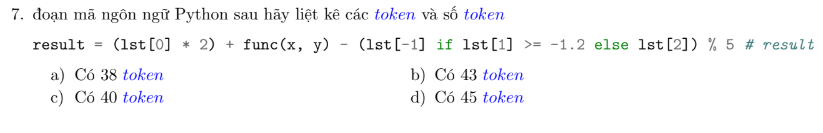 7. đoạn mã ngôn ngữ Python sau hãy liệt kê các token và số token
result = (lst[0] * 2) + func(x, y) - (lst[-1] if lst[1] >= -1.2 else lst[2]) % 5 # result
a) Có 38 token b) Có 43 token
c) Có 40 token d) Có 45 token